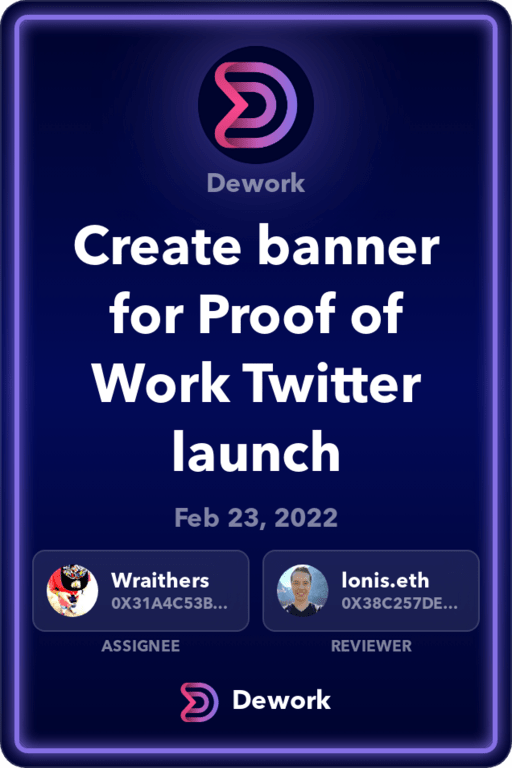 Dework
Create banner
for Proof of
Work Twitter
launch
Feb 23, 2022
Wraithers
0X31A4C53B...
ASSIGNEE
lonis.eth
0X38C257DE...
REVIEWER
Dework